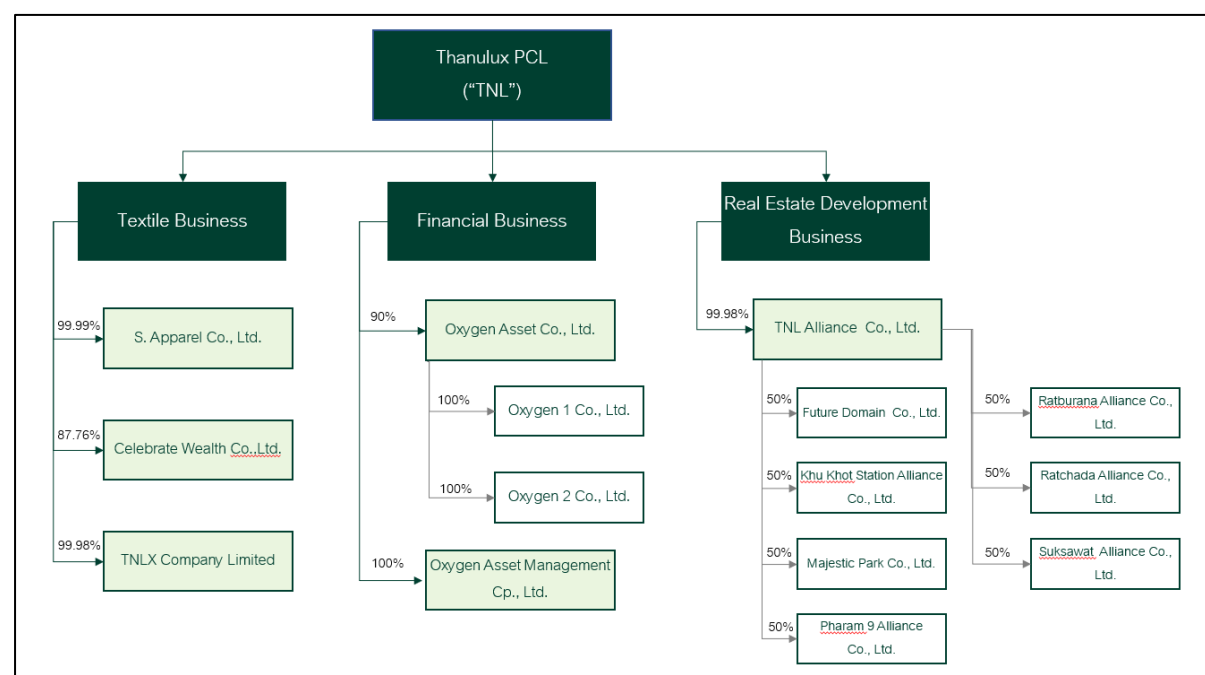 Thanulux PCL
(“TNL”)
Textile Business
Financial Business
Real Estate Development
Business
99.99%
S. Apparel Co., Ltd.
87.76%
Celebrate Wealth Co.,Ltd.
99.98%
TNLX Company Limited
90%
Oxygen Asset Co., Ltd.
100%
Oxygen 1 Co., Ltd.
100%
Oxygen 2 Co., Ltd.
100%
Oxygen Asset Management
Cp., Ltd.
99.98%
TNL Alliance Co., Ltd.
50%
Future Domain Co., Ltd.
50%
Khu Khot Station Alliance
Co., Ltd.
50%
Majestic Park Co., Ltd.
50%
Pharam 9 Alliance
Co., Ltd.
50%
Ratburana Alliance Co.,
Ltd.
50%
Ratchada Alliance Co.,
Ltd.
50%
Suksawat Alliance Co.,
Ltd.